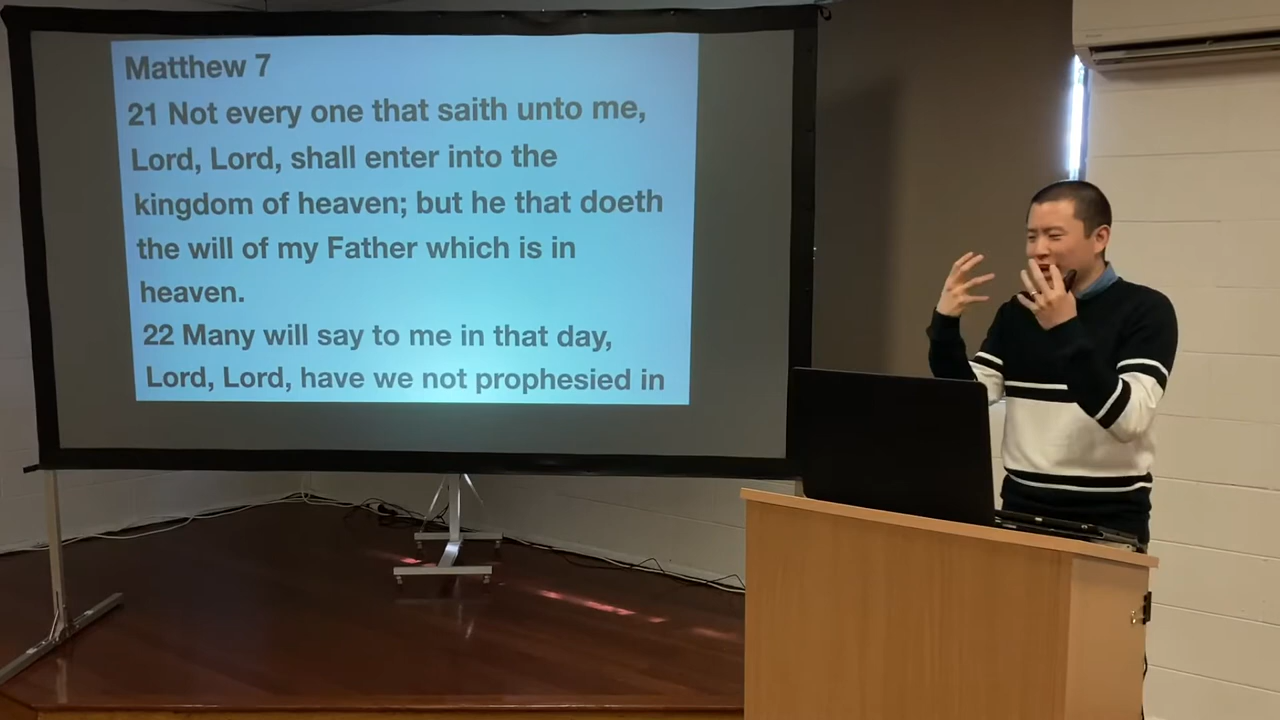 Matthew 7
21 Not every one that saith unto me,
Lord, Lord, shall enter into the
kingdom of heaven; but he that doeth
the will of my Father which is in
heaven.
22 Many will say to me in that day,
Lord, Lord, have we not prophesied in